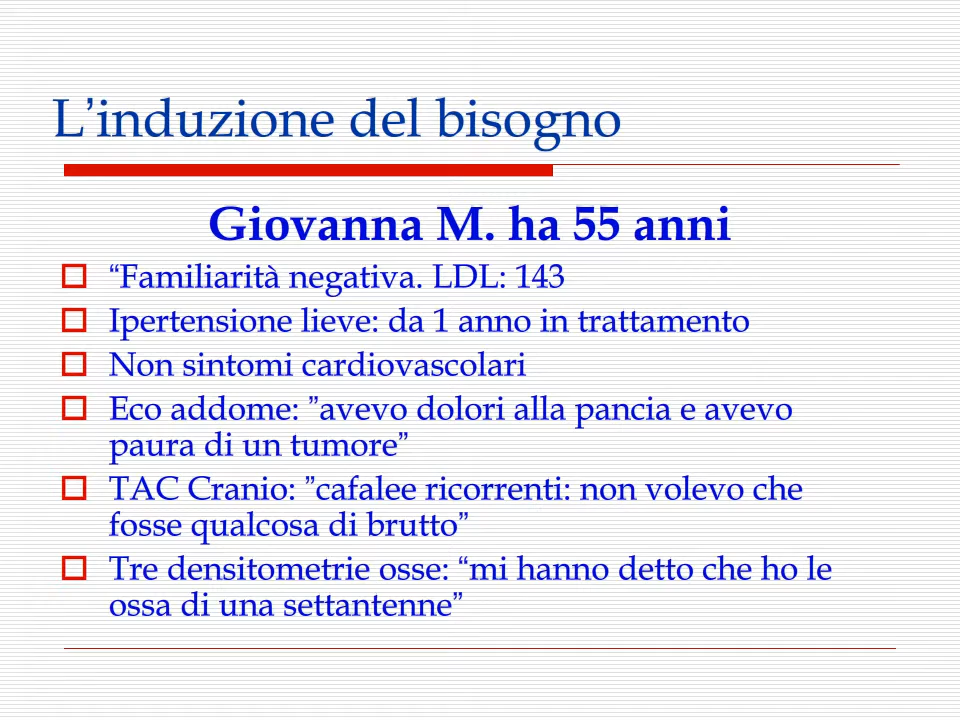 L’induzione del bisogno
Giovanna M. ha 55 anni
“Familiarità negativa. LDL: 143
Ipertensione lieve: da 1 anno in trattamento
Non sintomi cardiovascolari
Eco addome: ”avevo dolori alla pancia e avevo
paura di un tumore”
TAC Cranio: ”cafalee ricorrenti: non volevo che
fosse qualcosa di brutto”
Tre densitometrie osse: “mi hanno detto che ho le
ossa di una settantenne”